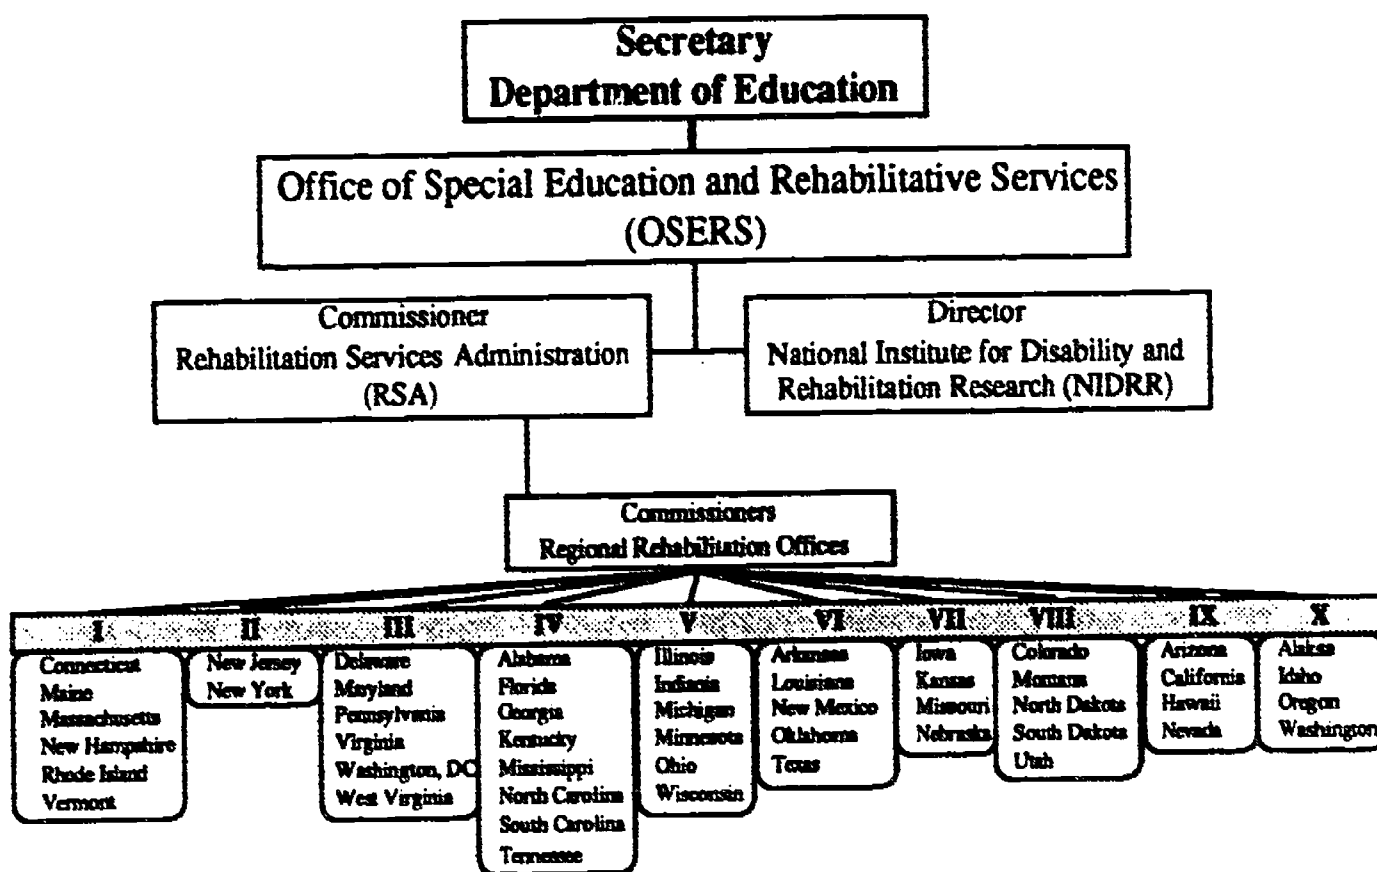 Secretary
Department of Education
Office of Special Education and Rehabilitative Services
(OSERS)
Commissioner
Rehabilitation Services Administration
(RSA)
Director
National Institute for Disability and
Rehabilitation Research (NIDRR)
Commissioners
Regional Rehabilitation Offices
I
Connecticut
Maine
Massachusetts
New Hampshire
Rhode Island
Vermont
II
New Jersey
New York
III
Delaware
Maryland
Pennsylvania
Virginia
Washington, DC
West Virginia
IV
Alabama
Florida
Georgia
Kentucky
Mississippi
North Carolina
South Carolina
Tennessee
V
Illinois
Indiania
Michigan
Minnesota
Ohio
Wisconsin
VI
Arkansas
Louisiana
New Mexico
Oklahoma
Texas
VII
Iowa
Kansas
Missouri
Nebraska
VIII
Colorado
Montana
North Dakota
South Dakota
Utah
IX
Arizona
California
Hawaii
Nevada
X
Alaksa
Idaho
Oregon
Washington